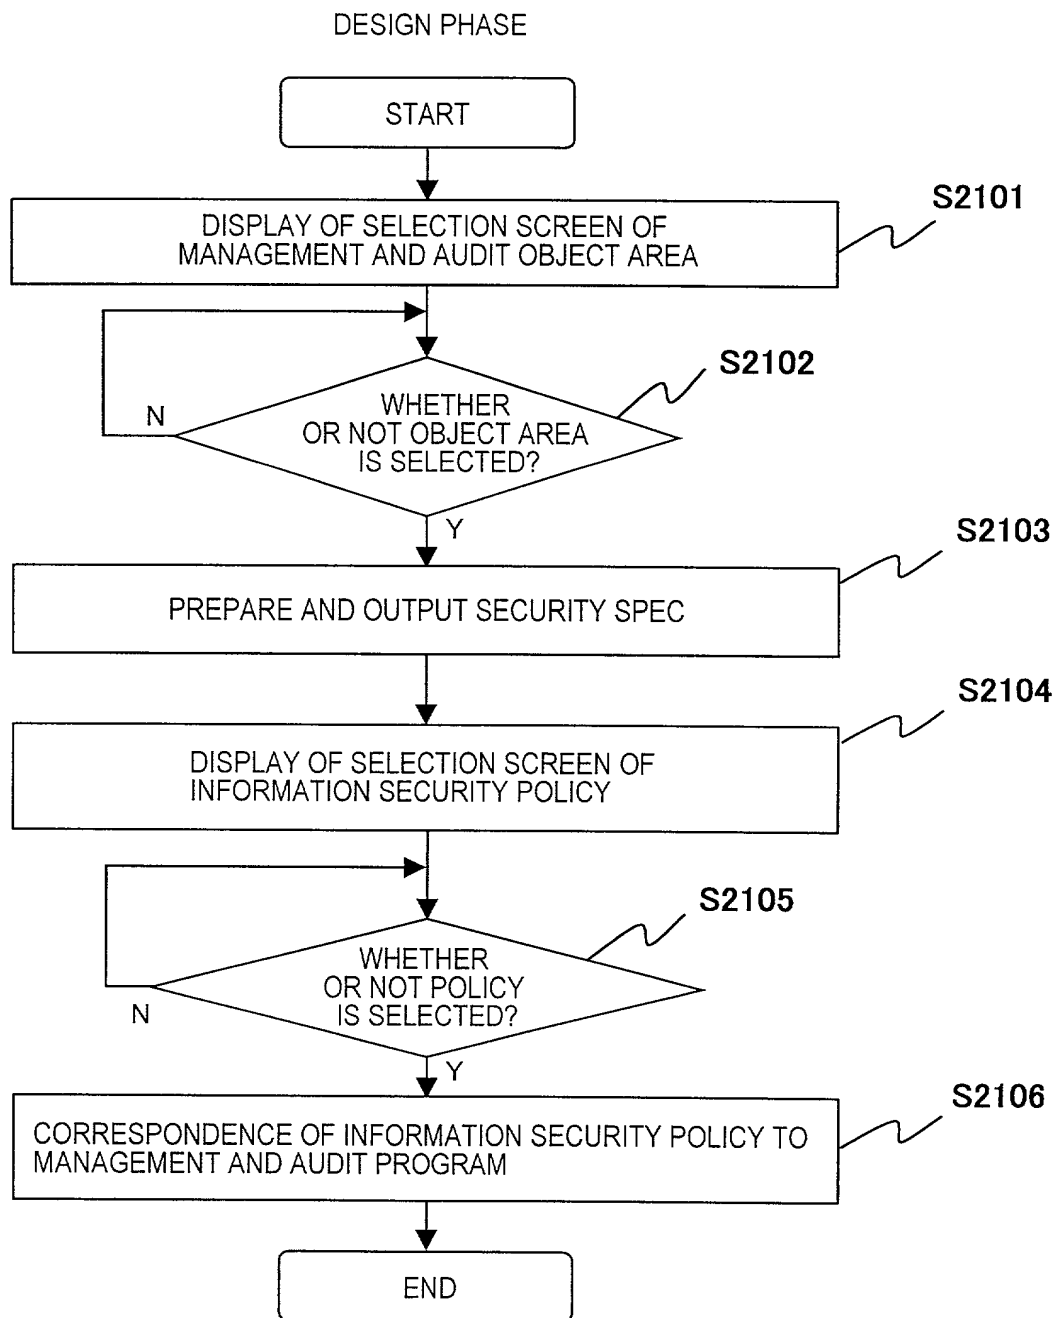 DESIGN PHASE
START
S2101
DISPLAY OF SELECTION SCREEN OF
MANAGEMENT AND AUDIT OBJECT AREA
S2102
WHETHER
OR NOT OBJECT AREA
IS SELECTED?
N
Y
S2103
PREPARE AND OUTPUT SECURITY SPEC
S2104
DISPLAY OF SELECTION SCREEN OF
INFORMATION SECURITY POLICY
S2105
WHETHER
OR NOT POLICY
IS SELECTED?
N
Y
S2106
CORRESPONDENCE OF INFORMATION SECURITY POLICY TO
MANAGEMENT AND AUDIT PROGRAM
END